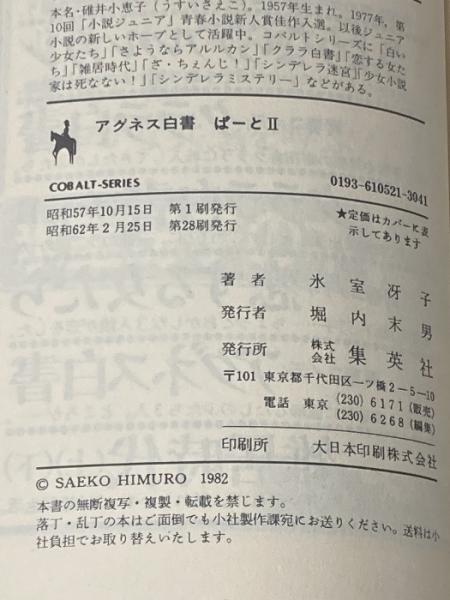 本名・碓井小恵子(うすいさえこ)。1957年生まれ。1977年，第
10回「小説ジュニア」青春小説新人賞佳作入選。以後ジュニア
小説の新しいホープとして活躍中。コバルトシリーズに「白い
少女たち」「さようならアルルカン」「クララ白書」「恋する女た
ち」「雑居時代」「ざ・ちぇんじ！」「シンデレラ迷宮」「少女小説
家は死なない！」「シンデレラミステリー」などがある。
アグネス白書 ぱーとⅡ
COBALT-SERIES 0193-610521-3041
昭和57年10月15日 第1刷発行
昭和62年2月25日 第28刷発行
★定価はカバーに表
示してあります
著者 氷室冴子
発行者 堀内末男
発行所 株式会社 集英社
〒101 東京都千代田区一ツ橋2-5-10
電話 東京 (230)6171(販売)
(230)6268(編集)
印刷所 大日本印刷株式会社
© SAEKO HIMURO 1982
本書の無断複写・複製・転載を禁じます。
落丁・乱丁の本はご面倒でも小社製作課宛にお送りください。送料は小
社負担でお取り替えいたします。